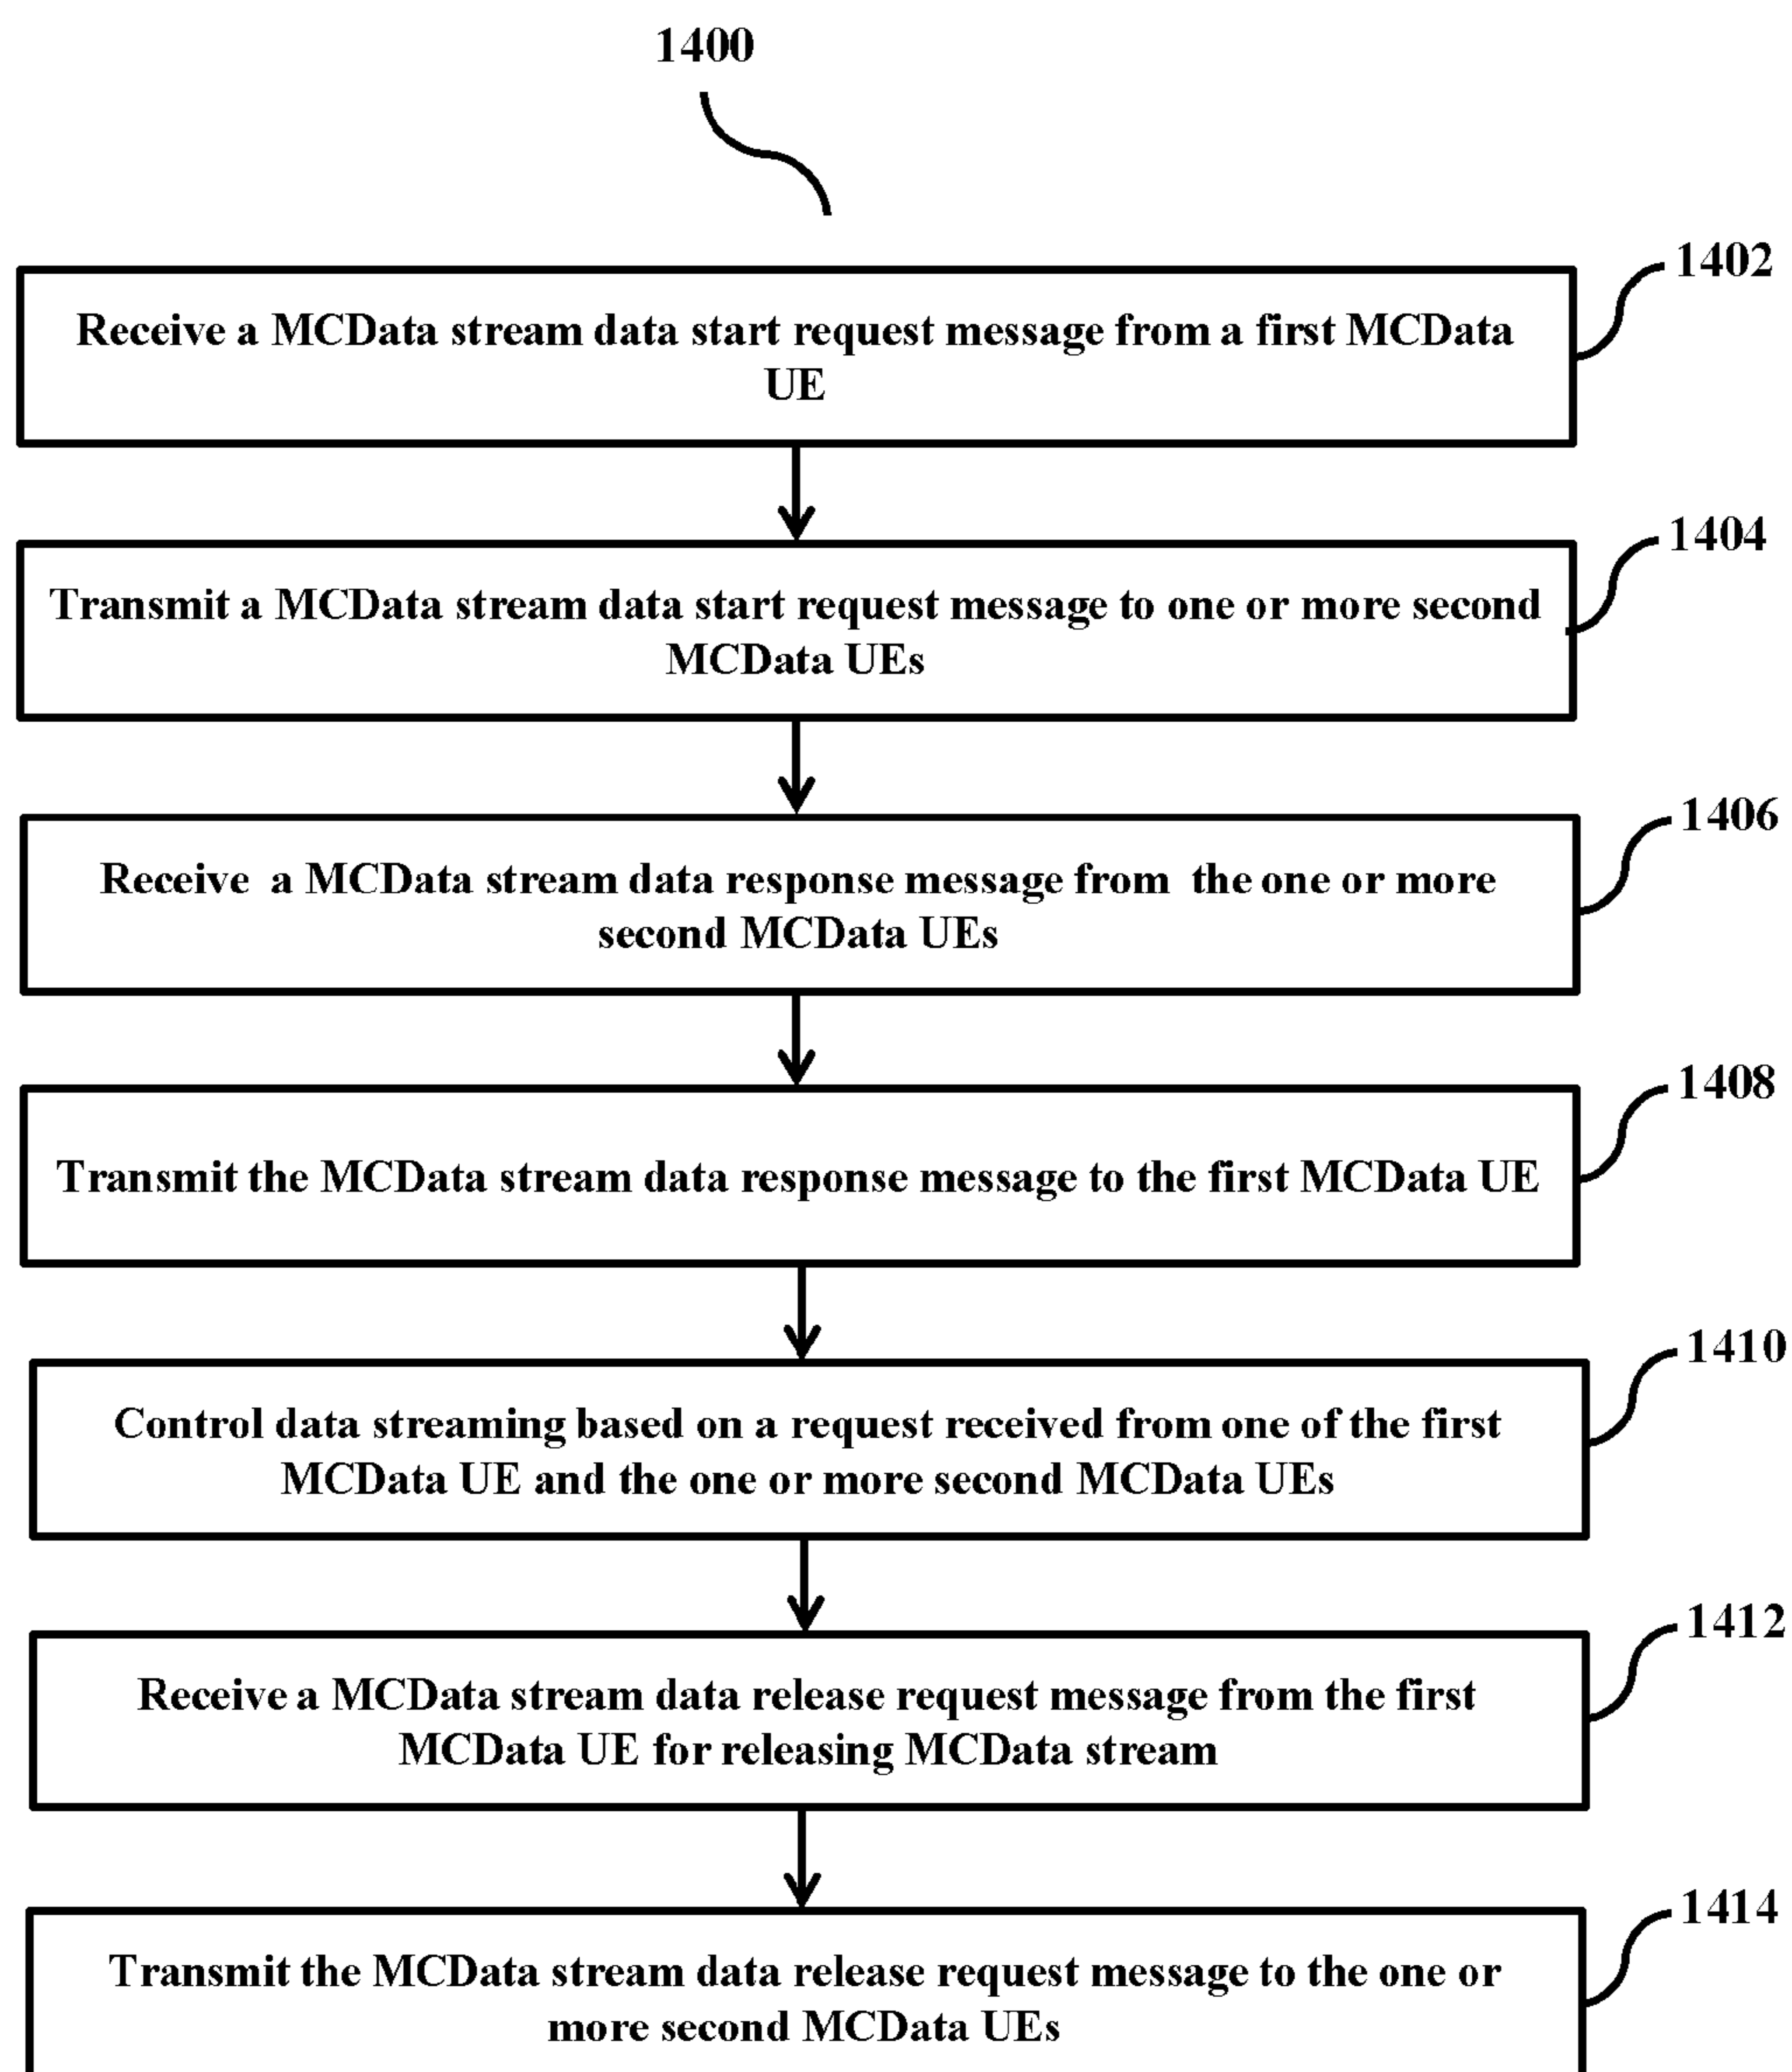 1400
1402
Receive a MCData stream data start request message from a first MCData
UE
1404
Transmit a MCData stream data start request message to one or more second
MCData UEs
1406
Receive a MCData stream data response message from the one or more
second MCData UEs
1408
Transmit the MCData stream data response message to the first MCData UE
1410
Control data streaming based on a request received from one of the first
MCData UE and the one or more second MCData UEs
1412
Receive a MCData stream data release request message from the first
MCData UE for releasing MCData stream
1414
Transmit the MCData stream data release request message to the one or
more second MCData UEs